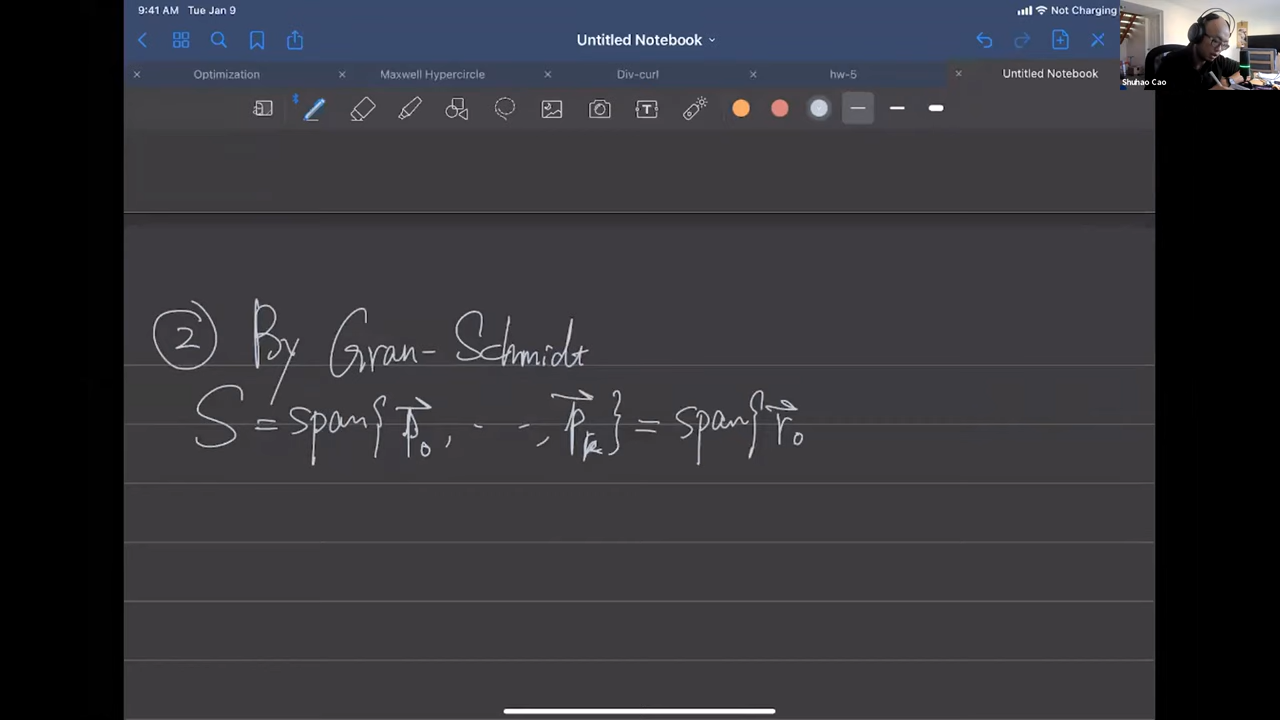 9:41 AM Tue Jan 9
Not Charging
Untitled Notebook
Optimization
Maxwell Hypercircle
Div-curl
hw-5
Untitled Notebook
Shuhao Cao
② By Gran-Schmidt
S = span{p⃗₀, - -, p⃗ₖ} = span{r⃗₀